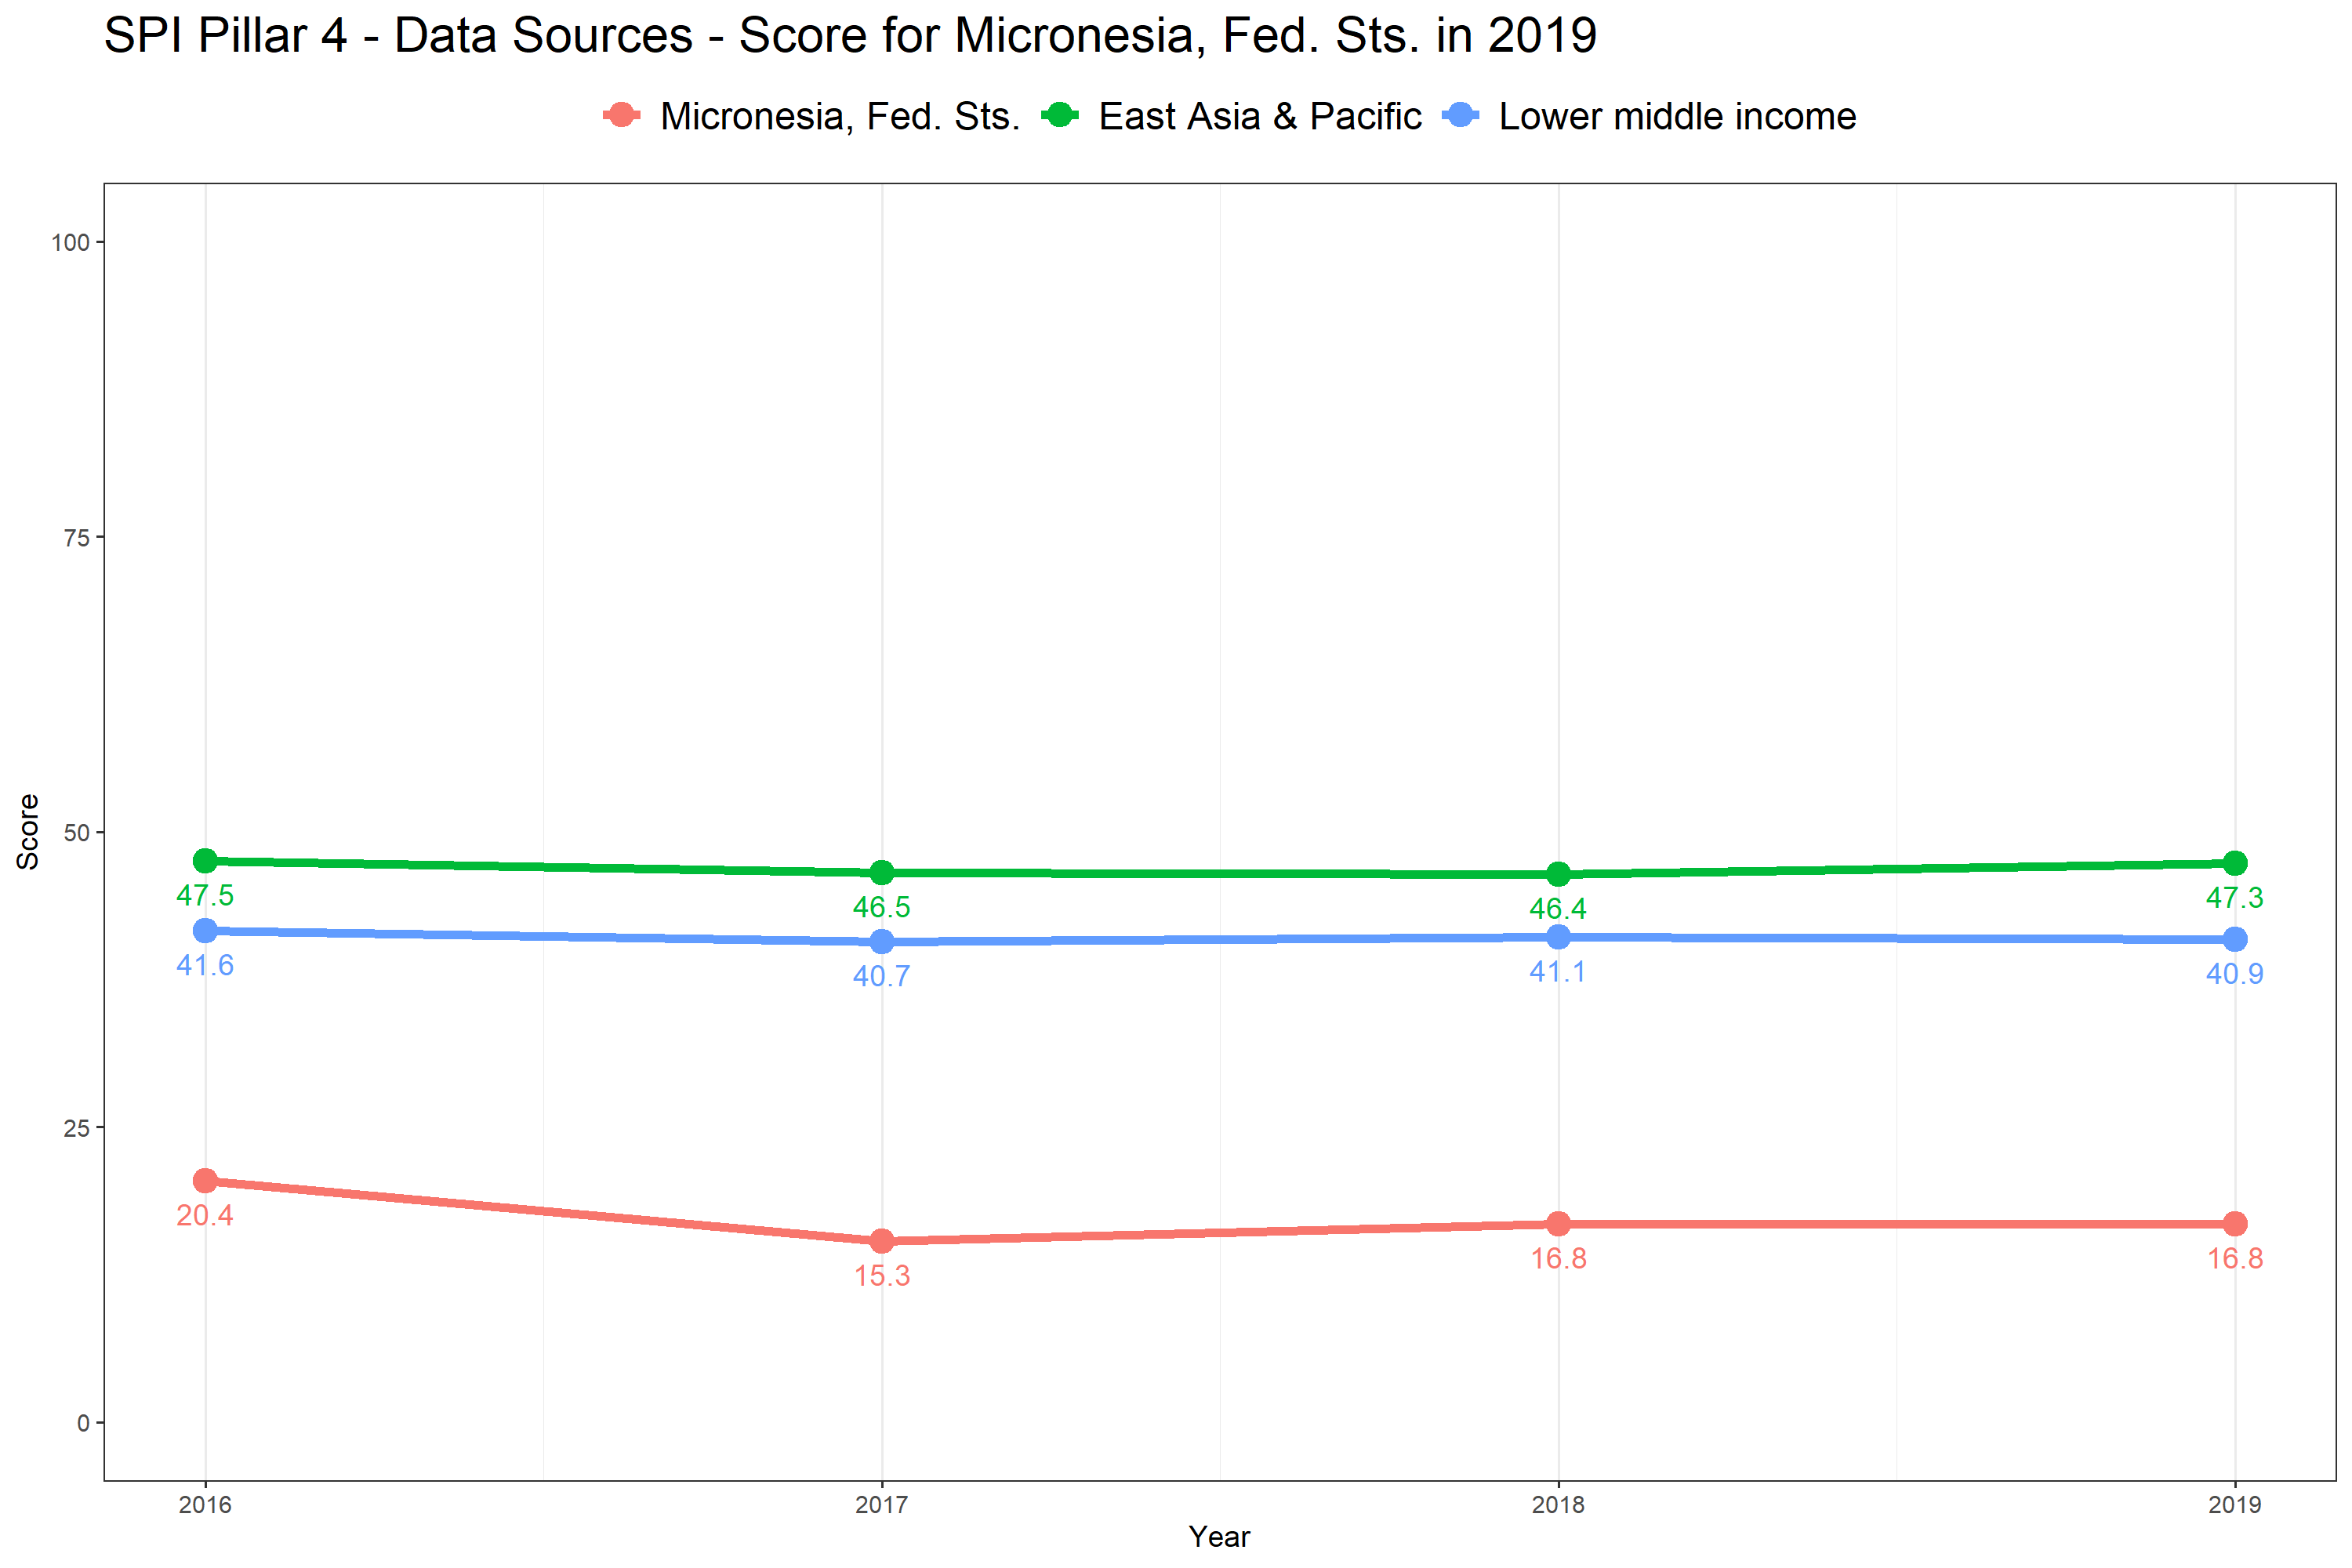 SPI Pillar 4 - Data Sources - Score for Micronesia, Fed. Sts. in 2019
Micronesia, Fed. Sts. East Asia & Pacific Lower middle income
100
75
50
25
0
Score
47.5 46.5 46.4 47.3
41.6 40.7 41.1 40.9
20.4 15.3 16.8 16.8
2016 2017 2018 2019
Year